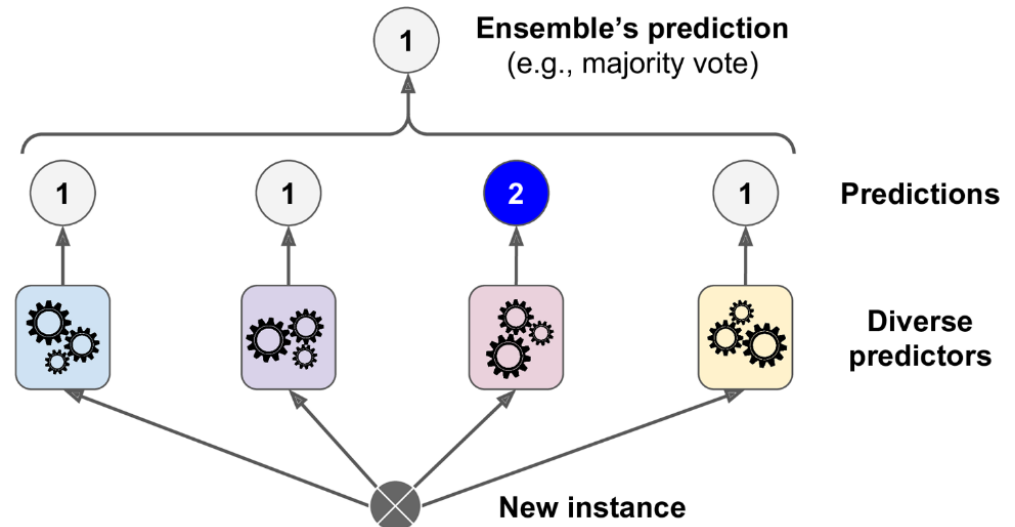 1
Ensemble’s prediction
(e.g., majority vote)
1
1
2
1
Predictions
Diverse
predictors
New instance